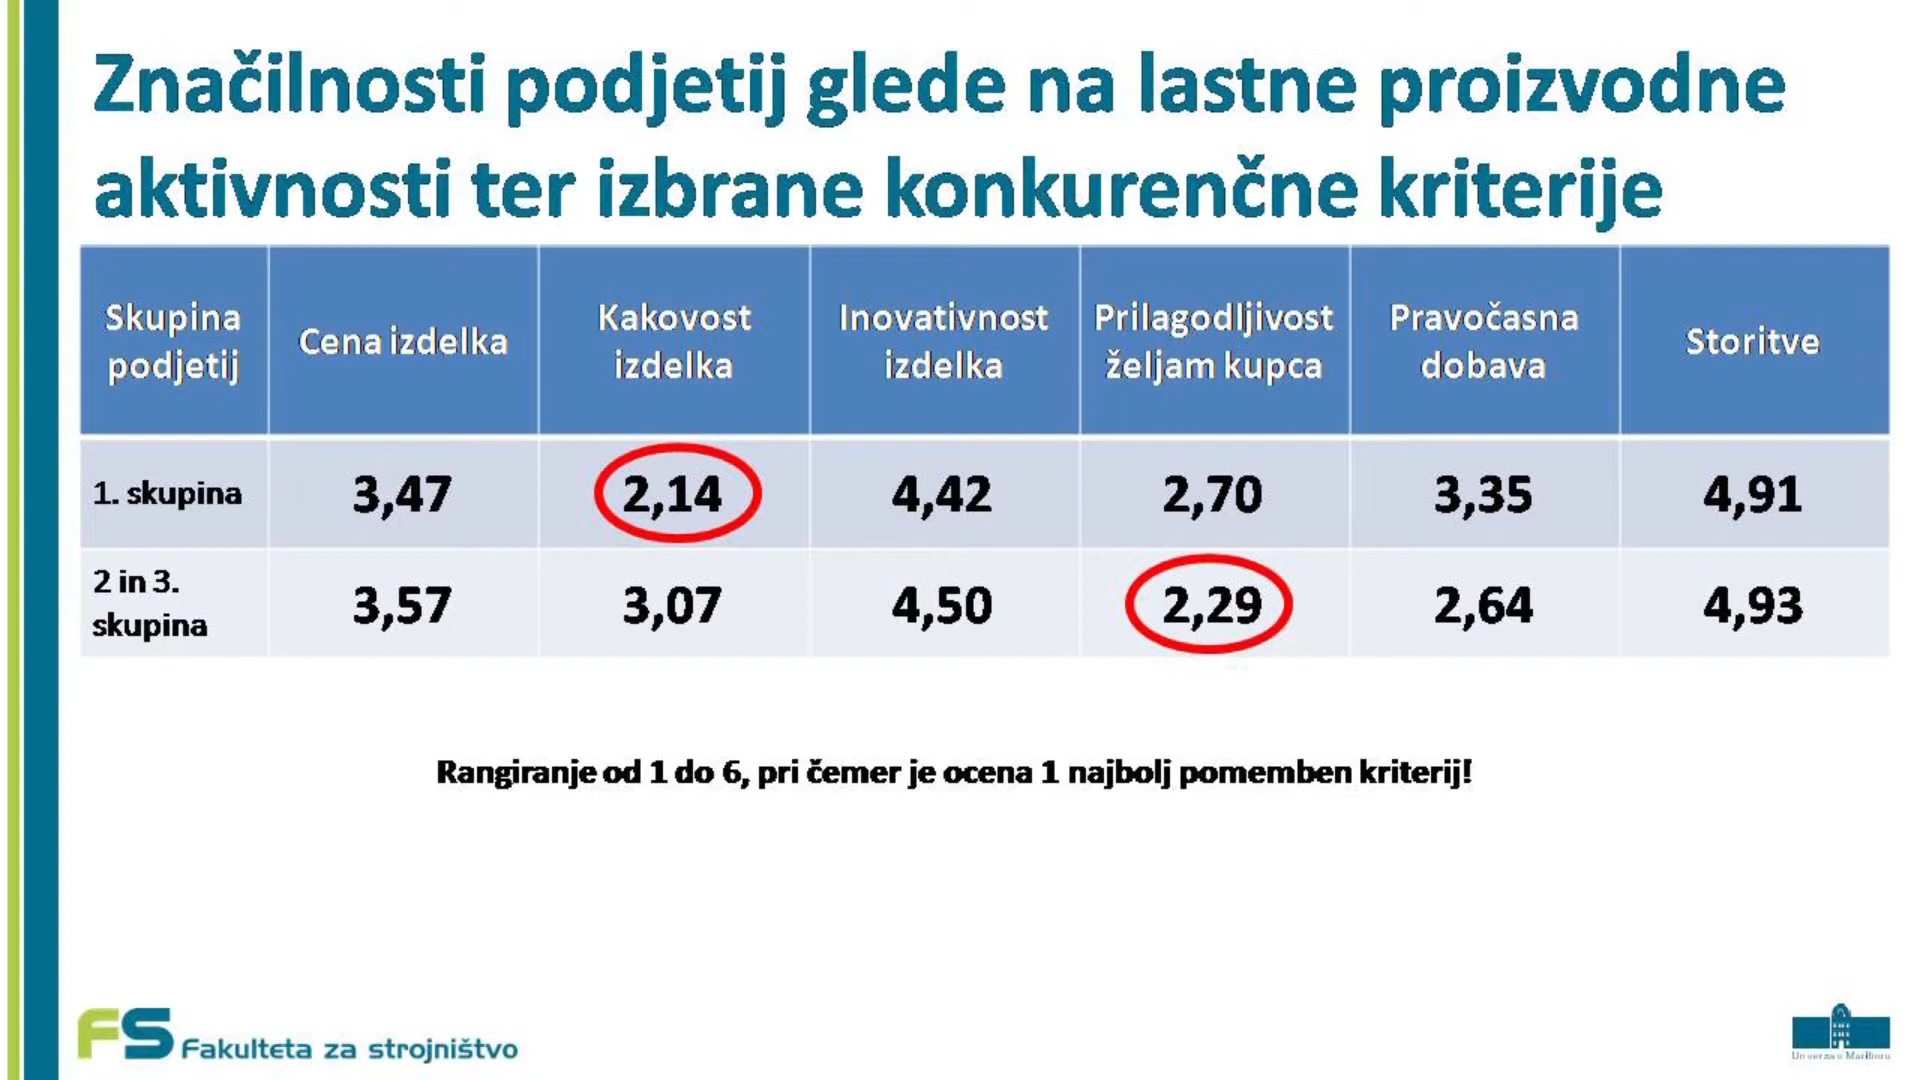 Značilnosti podjetij glede na lastne proizvodne
aktivnosti ter izbrane konkurenčne kriterije
Skupina podjetij
Cena izdelka
Kakovost izdelka
Inovativnost izdelka
Prilagodljivost željam kupca
Pravočasna dobava
Storitve
1. skupina 3,47 2,14 4,42 2,70 3,35 4,91
2 in 3. skupina 3,57 3,07 4,50 2,29 2,64 4,93
Rangiranje od 1 do 6, pri čemer je ocena 1 najbolj pomemben kriterij!
FS Fakulteta za strojništvo
Univerza v Mariboru